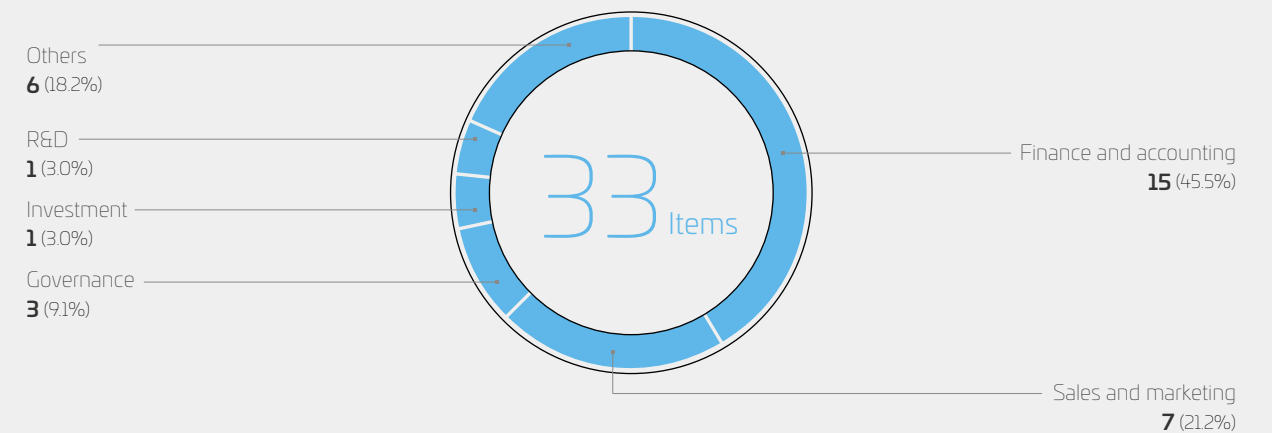 Others
6 (18.2%)
R&D
1 (3.0%)
Investment
1 (3.0%)
Governance
3 (9.1%)
33 Items
Finance and accounting
15 (45.5%)
Sales and marketing
7 (21.2%)